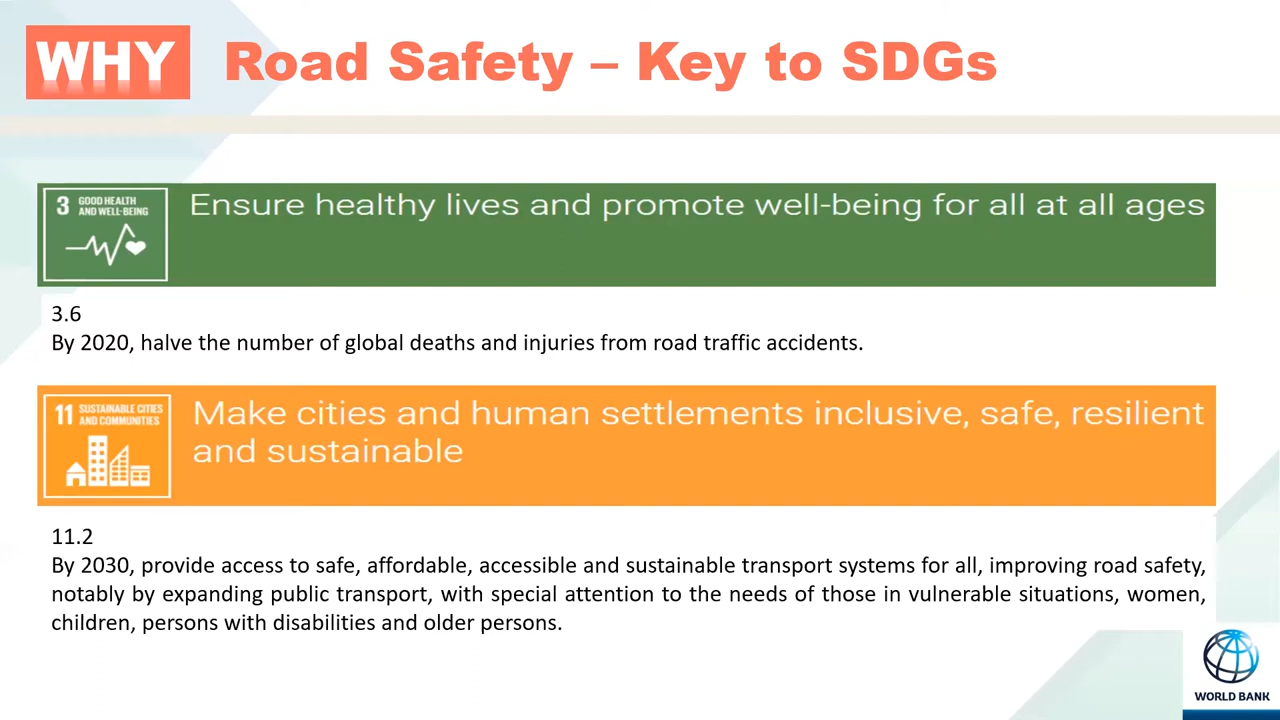 WHY Road Safety – Key to SDGs
3 GOOD HEALTH
AND WELL-BEING
Ensure healthy lives and promote well-being for all at all ages
3.6
By 2020, halve the number of global deaths and injuries from road traffic accidents.
11 SUSTAINABLE CITIES
AND COMMUNITIES
Make cities and human settlements inclusive, safe, resilient
and sustainable
11.2
By 2030, provide access to safe, affordable, accessible and sustainable transport systems for all, improving road safety,
notably by expanding public transport, with special attention to the needs of those in vulnerable situations, women,
children, persons with disabilities and older persons.
WORLD BANK